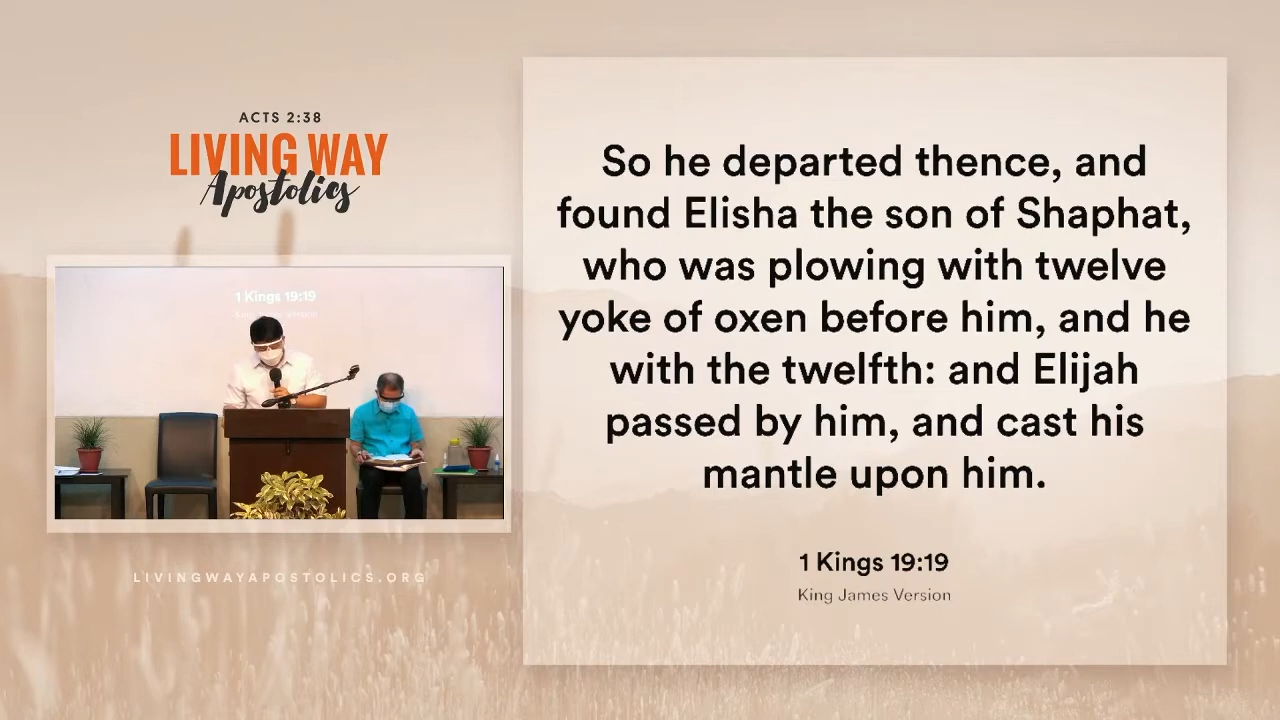 ACTS 2:38
LIVING WAY
Apostolics
1 Kings 19:19
LIVINGWAYAPOSTOLICS.ORG
So he departed thence, and
found Elisha the son of Shaphat,
who was plowing with twelve
yoke of oxen before him, and he
with the twelfth: and Elijah
passed by him, and cast his
mantle upon him.
1 Kings 19:19
King James Version